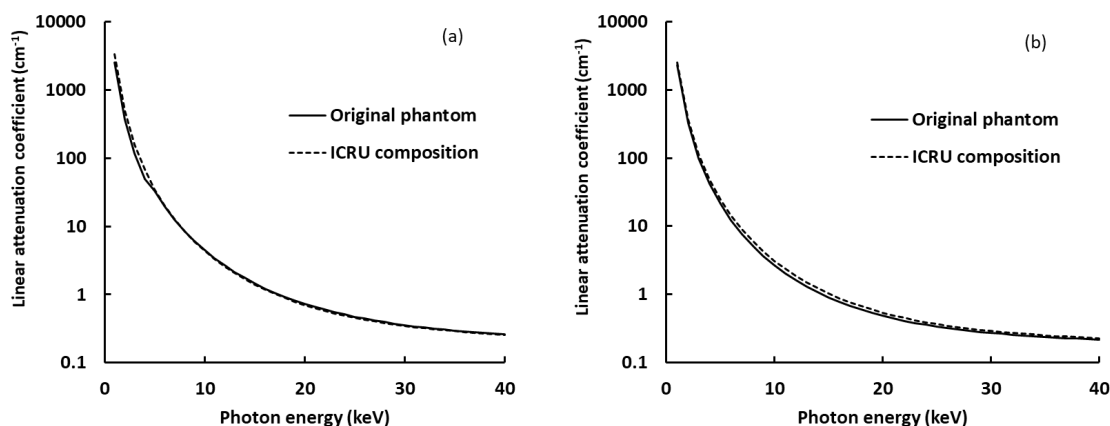 (a)
Linear attenuation coefficient (cm⁻¹)
10000
1000
100
10
1
0.1
Original phantom
ICRU composition
0
10
20
30
40
Photon energy (keV)
(b)
Linear attenuation coefficient (cm⁻¹)
10000
1000
100
10
1
0.1
Original phantom
ICRU composition
0
10
20
30
40
Photon energy (keV)